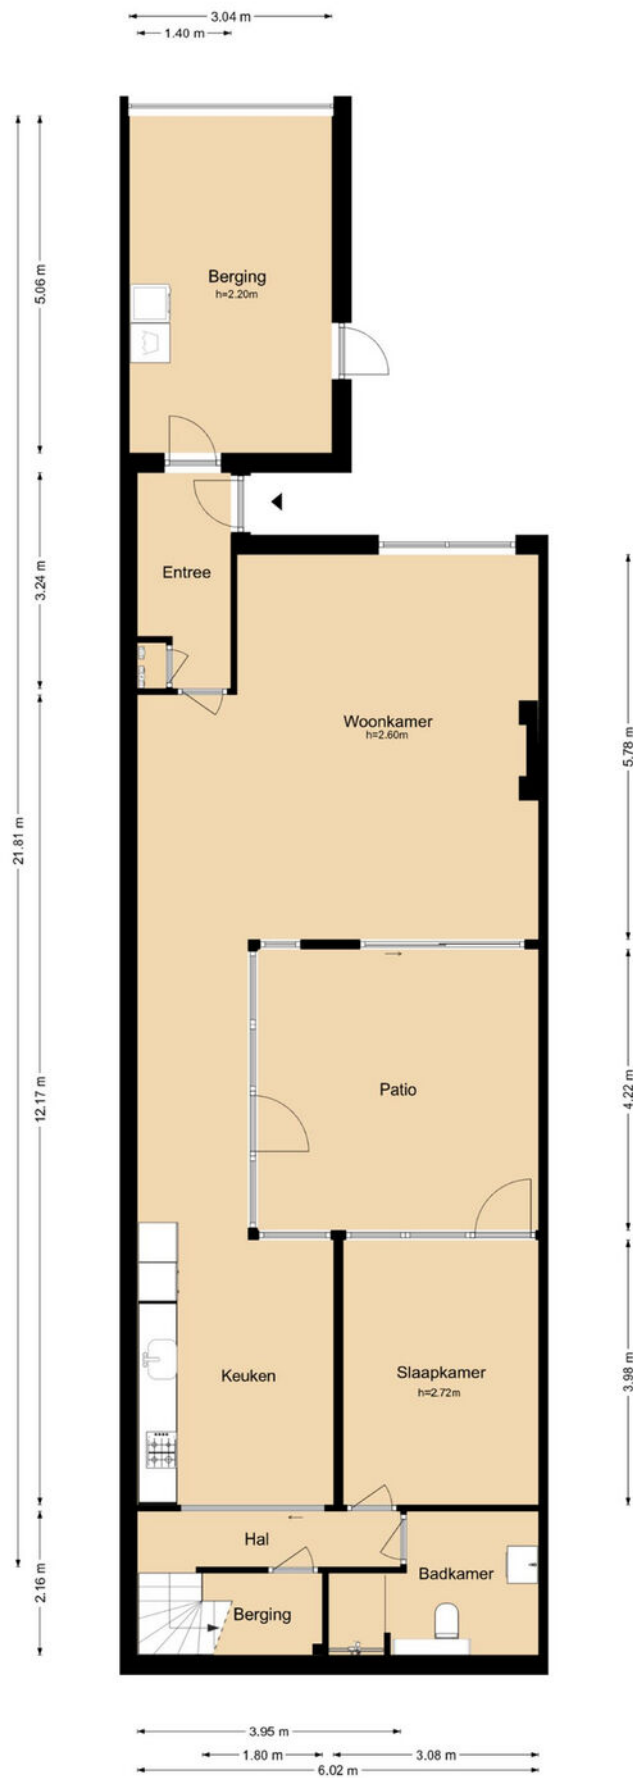 3.04 m
1.40 m
Berging
h=2.20m
5.06 m
Entree
3.24 m
Woonkamer
h=2.60m
5.78 m
21.81 m
Patio
4.22 m
12.17 m
Keuken
Slaapkamer
h=2.72m
3.98 m
Hal
Badkamer
2.16 m
Berging
3.95 m
1.80 m
3.08 m
6.02 m